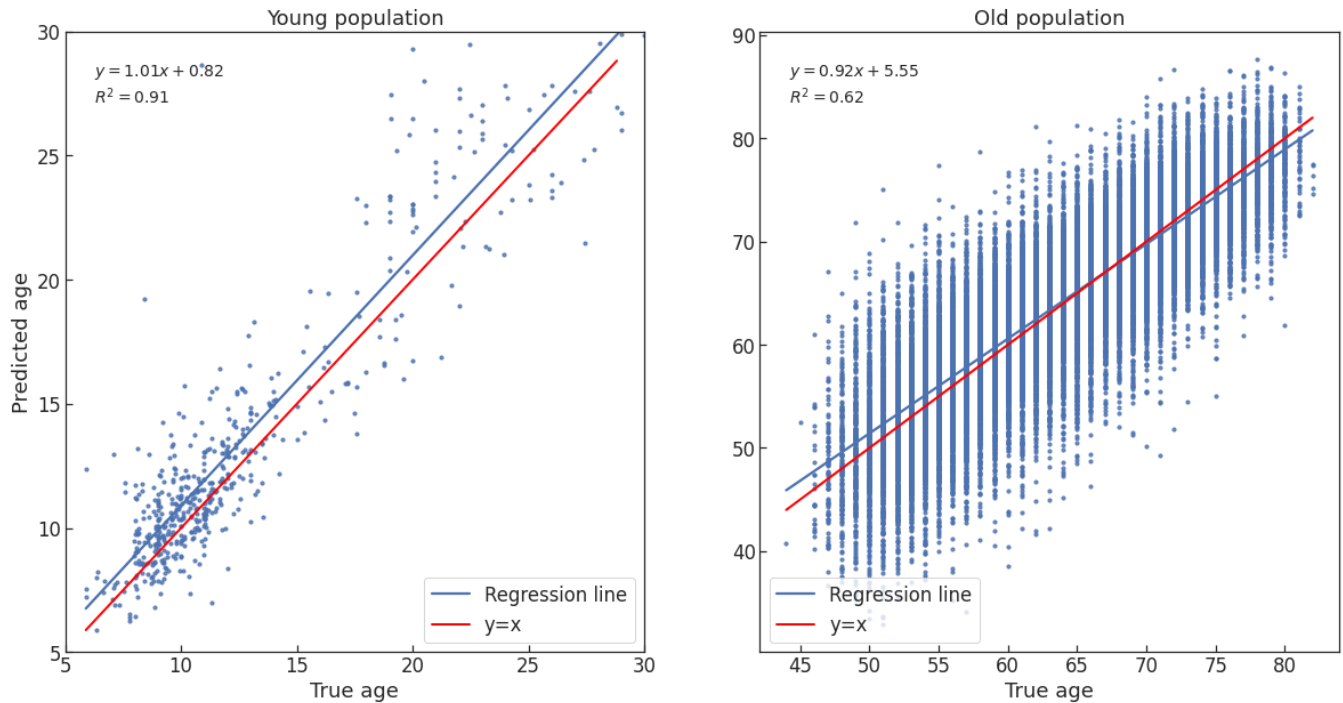 Young population
30
25
20
15
10
5
y = 1.01x + 0.82
R² = 0.91
Regression line
y=x
5
10
15
20
25
30
True age
Predicted age
Old population
90
80
70
60
50
40
y = 0.92x + 5.55
R² = 0.62
Regression line
y=x
45
50
55
60
65
70
75
80
True age